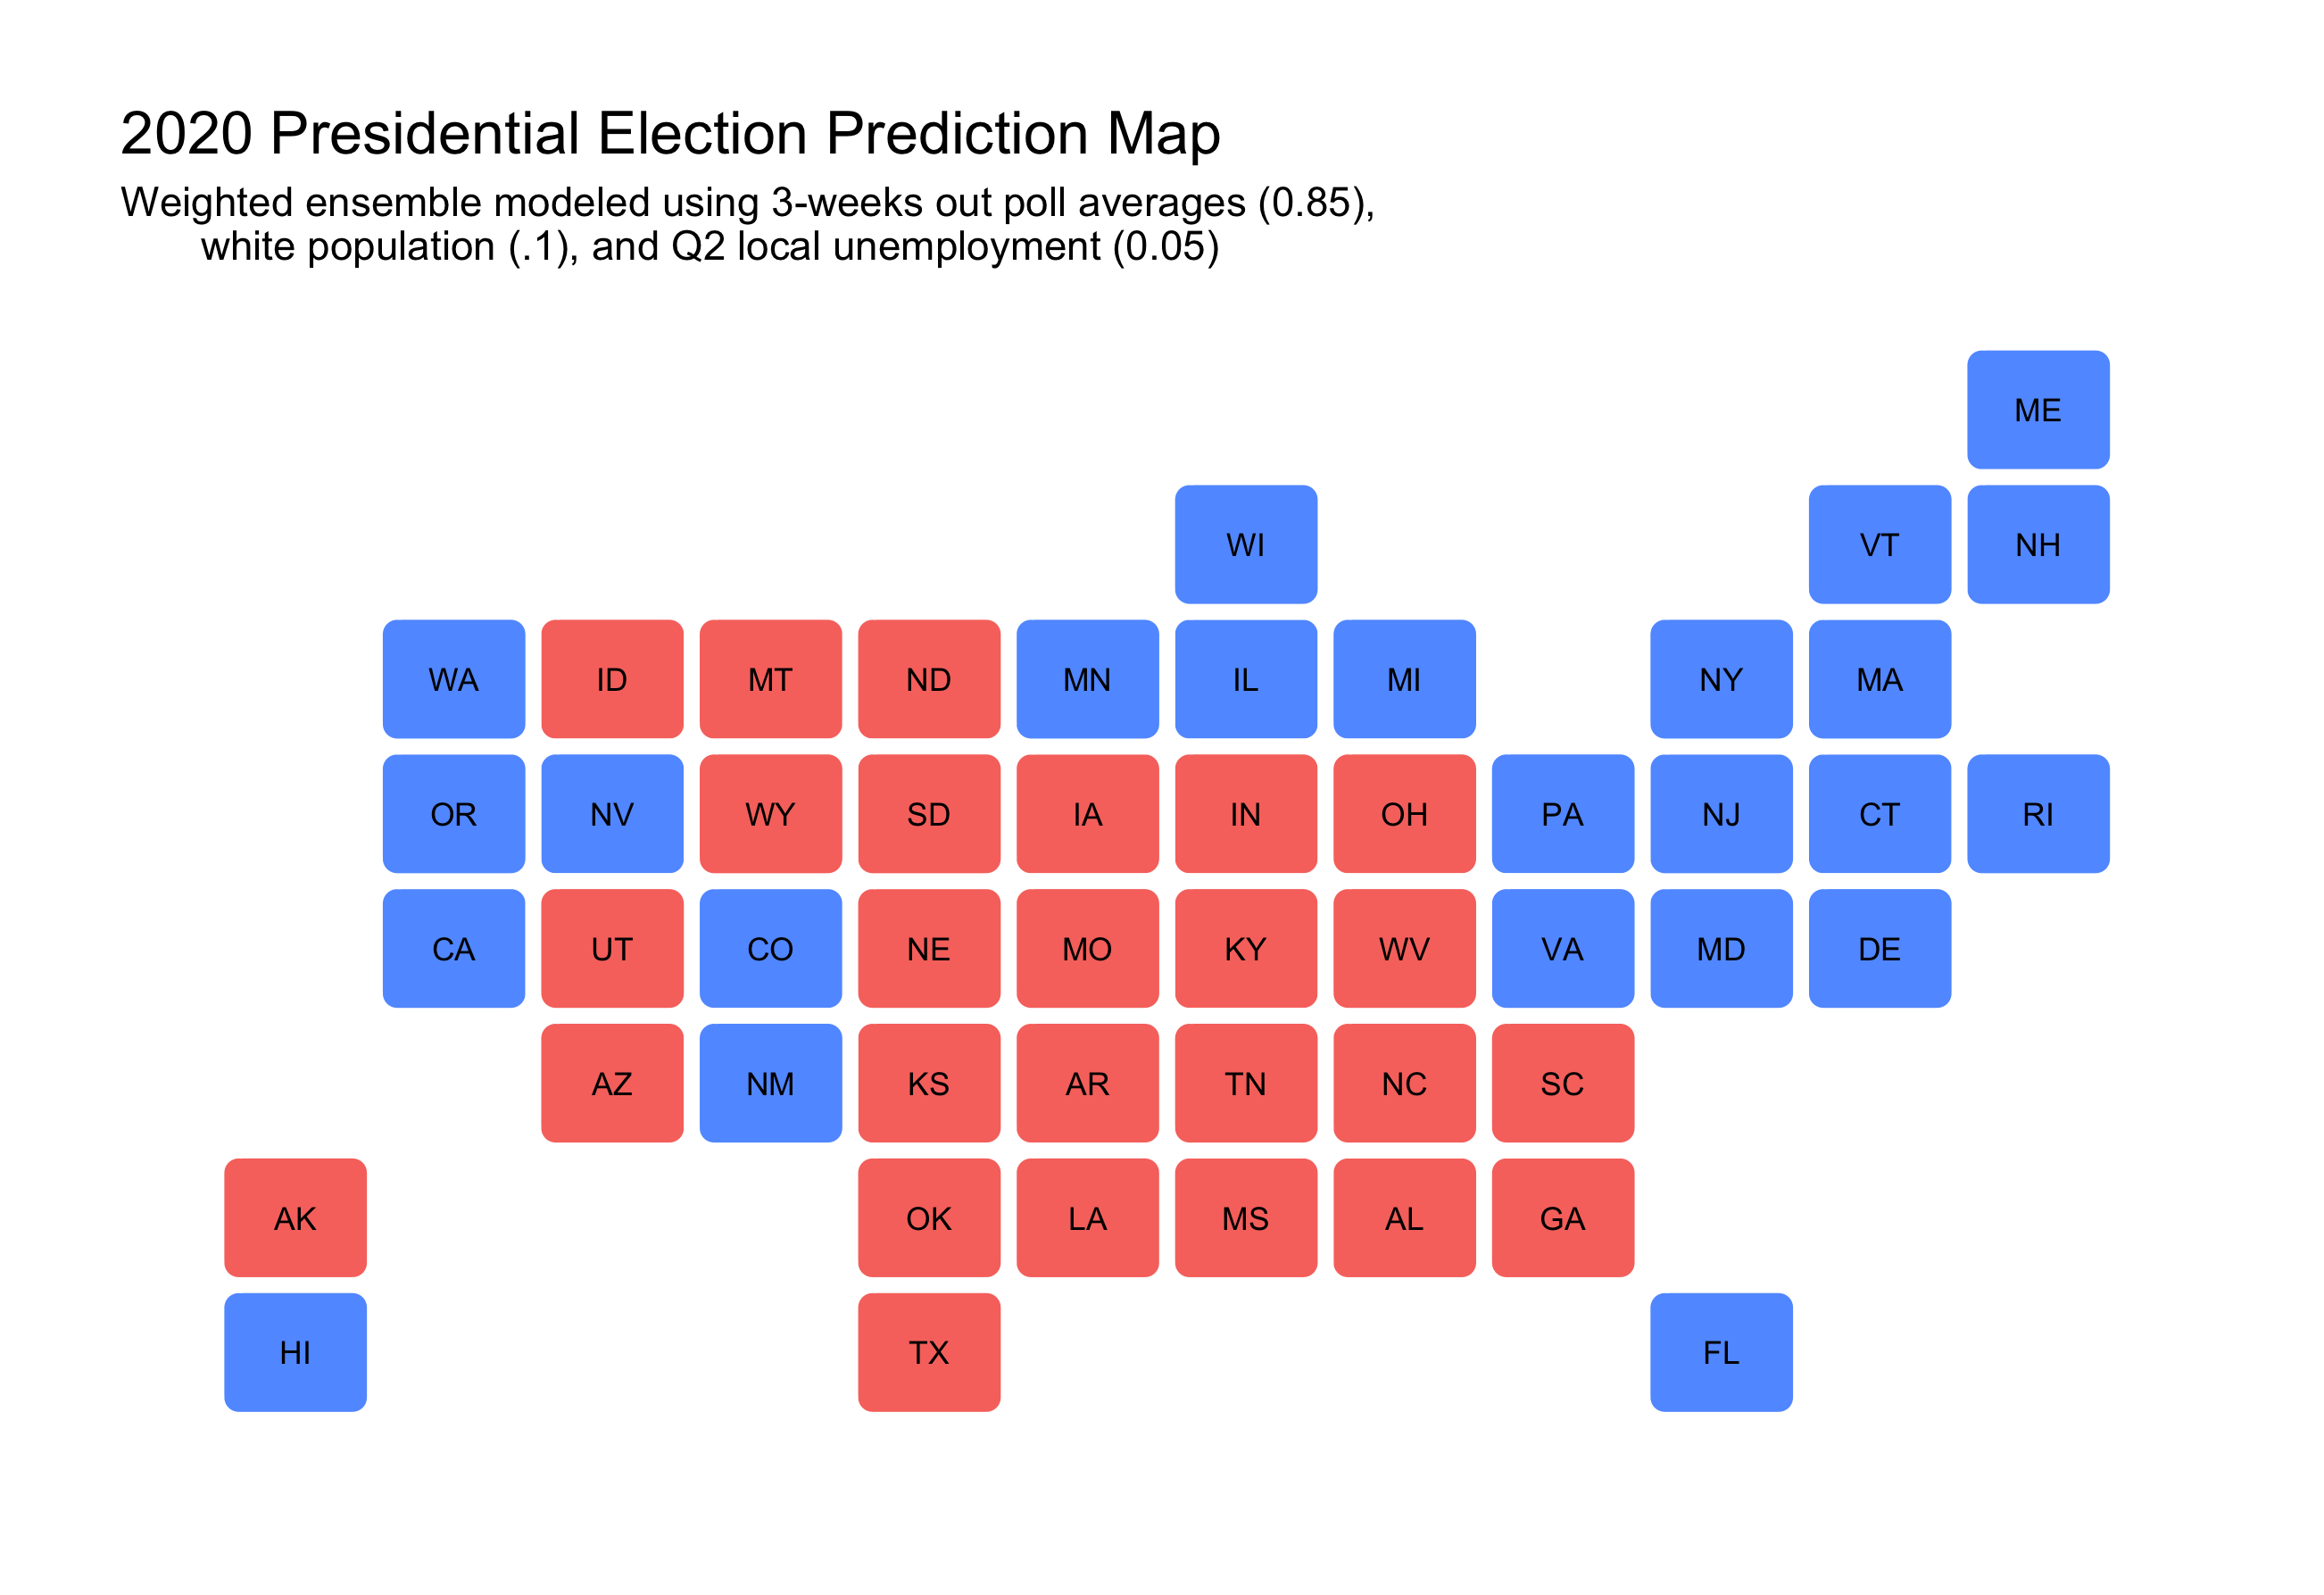 2020 Presidential Election Prediction Map
Weighted ensemble modeled using 3-weeks out poll averages (0.85),
white population (.1), and Q2 local unemployment (0.05)
ME
WI VT NH
WA ID MT ND MN IL MI NY MA
OR NV WY SD IA IN OH PA NJ CT RI
CA UT CO NE MO KY WV VA MD DE
AZ NM KS AR TN NC SC
AK OK LA MS AL GA
HI TX FL